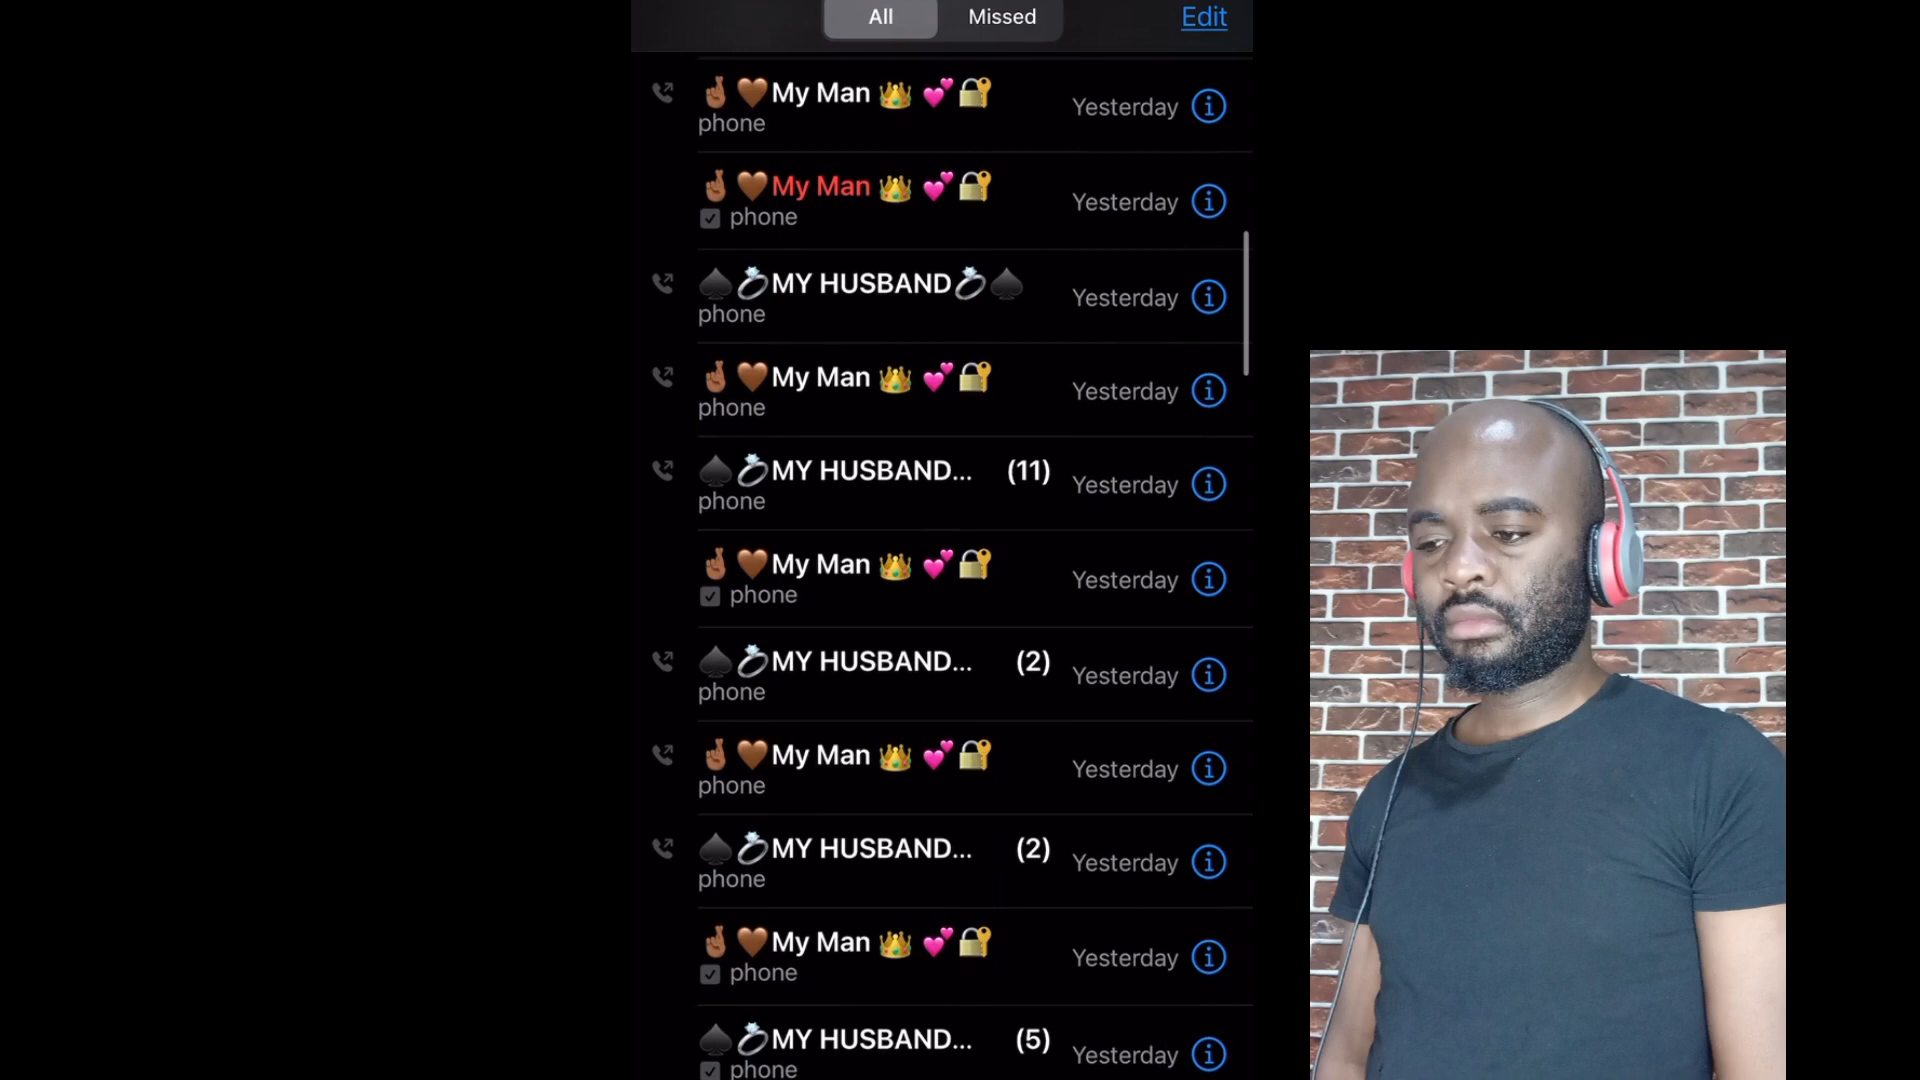 All Missed Edit
🤞🏾🤎My Man 👑 💕🔐
phone Yesterday
🤞🏾🤎My Man 👑 💕🔐
phone Yesterday
♠️💍MY HUSBAND💍♠️
phone Yesterday
🤞🏾🤎My Man 👑 💕🔐
phone Yesterday
♠️💍MY HUSBAND... (11)
phone Yesterday
🤞🏾🤎My Man 👑 💕🔐
phone Yesterday
♠️💍MY HUSBAND... (2)
phone Yesterday
🤞🏾🤎My Man 👑 💕🔐
phone Yesterday
♠️💍MY HUSBAND... (2)
phone Yesterday
🤞🏾🤎My Man 👑 💕🔐
phone Yesterday
♠️💍MY HUSBAND... (5)
phone Yesterday